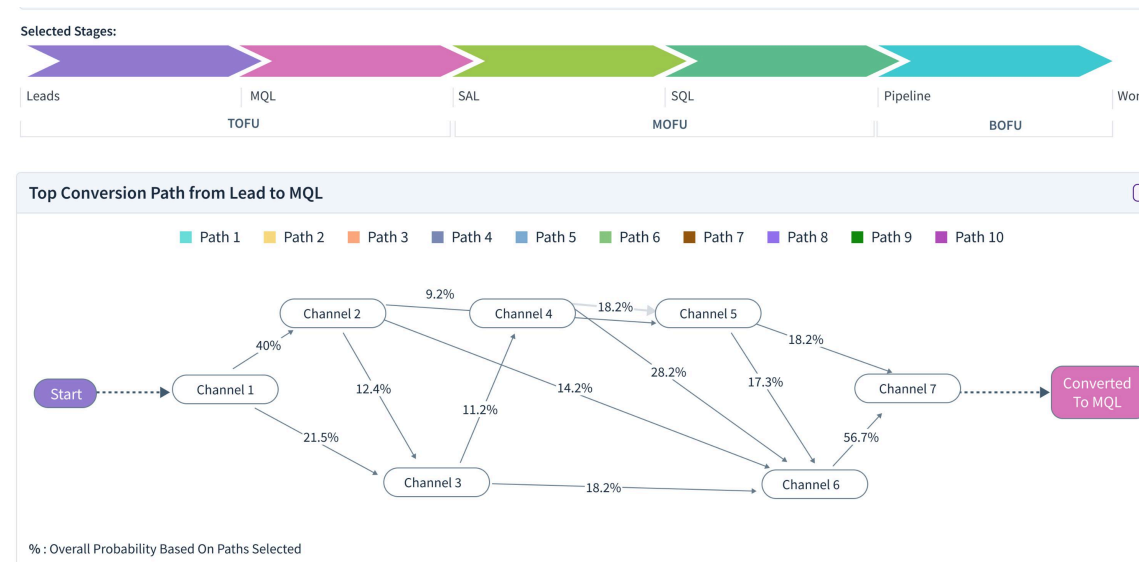 Selected Stages:
Leads
MQL
SAL
SQL
Pipeline
TOFU
MOFU
BOFU
Top Conversion Path from Lead to MQL
Path 1
Path 2
Path 3
Path 4
Path 5
Path 6
Path 7
Path 8
Path 9
Path 10
9.2%
Channel 2
Channel 4
18.2%
Channel 5
40%
18.2%
28.2%
17.3%
12.4%
14.2%
Start
Channel 1
Channel 7
Converted
To MQL
11.2%
21.5%
56.7%
Channel 3
18.2%
Channel 6
% : Overall Probability Based On Paths Selected